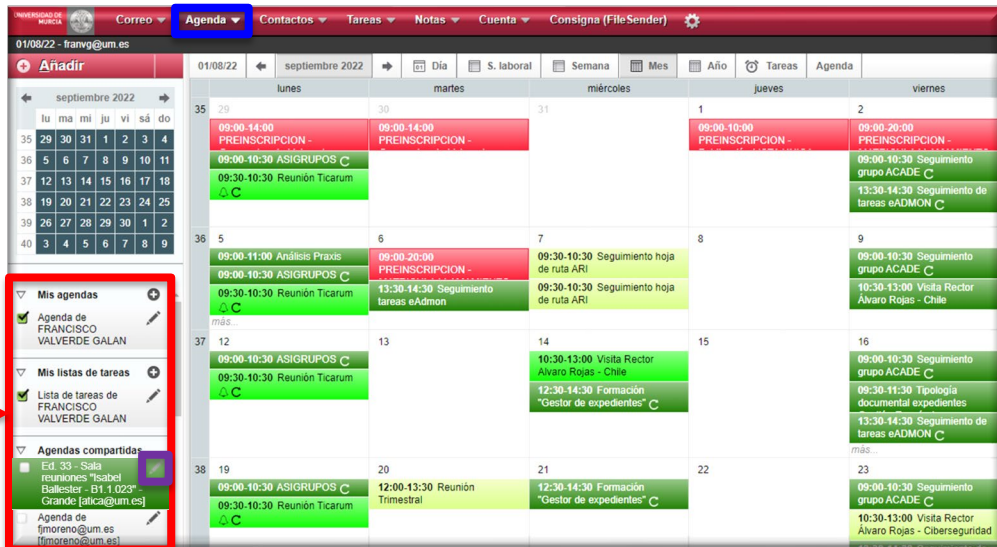 UNIVERSIDAD DE
MURCIA
Correo Agenda Contactos Tareas Notas Cuenta Consigna (FileSender)
01/08/22 - franvg@um.es
Añadir
01/08/22 septiembre 2022 Día S. laboral Semana Mes Año Tareas Agenda
septiembre 2022
lu ma mi ju vi sá do
35 29 30 31 1 2 3 4
36 5 6 7 8 9 10 11
37 12 13 14 15 16 17 18
38 19 20 21 22 23 24 25
39 26 27 28 29 30 1 2
40 3 4 5 6 7 8 9
Mis agendas
Agenda de
FRANCISCO
VALVERDE GALAN
Mis listas de tareas
Lista de tareas de
FRANCISCO
VALVERDE GALAN
Agendas compartidas
Ed. 33 - Sala
reuniones "Isabel
Ballester - B1.1.023" -
Grande [atica@um.es]
Agenda de
fjmoreno@um.es
[fjmoreno@um.es]
lunes martes miércoles jueves viernes
35 29 30 31 1 2
09:00-14:00
PREINSCRIPCION -
09:00-10:30 ASIGRUPOS
09:30-10:30 Reunión Ticarum
09:00-14:00
PREINSCRIPCION -
09:00-10:00
PREINSCRIPCION -
09:00-20:00
PREINSCRIPCION -
09:00-10:30 Seguimiento
grupo ACADE
13:30-14:30 Seguimiento de
tareas eADMON
36 5 6 7 8 9
09:00-11:00 Análisis Praxis
09:00-10:30 ASIGRUPOS
09:30-10:30 Reunión Ticarum
más...
09:00-20:00
PREINSCRIPCION -
13:30-14:30 Seguimiento
tareas eAdmon
09:30-10:30 Seguimiento hoja
de ruta ARI
09:30-10:30 Seguimiento hoja
de ruta ARI
09:00-10:30 Seguimiento
grupo ACADE
10:30-13:00 Visita Rector
Álvaro Rojas - Chile
37 12 13 14 15 16
09:00-10:30 ASIGRUPOS
09:30-10:30 Reunión Ticarum
10:30-13:00 Visita Rector
Alvaro Rojas - Chile
12:30-14:30 Formación
"Gestor de expedientes"
09:00-10:30 Seguimiento
grupo ACADE
09:30-11:30 Tipología
documental expedientes
13:30-14:30 Seguimiento de
tareas eADMON
más...
38 19 20 21 22 23
09:00-10:30 ASIGRUPOS
09:30-10:30 Reunión Ticarum
12:00-13:30 Reunión
Trimestral
12:30-14:30 Formación
"Gestor de expedientes"
09:00-10:30 Seguimiento
grupo ACADE
10:30-13:00 Visita Rector
Álvaro Rojas - Ciberseguridad